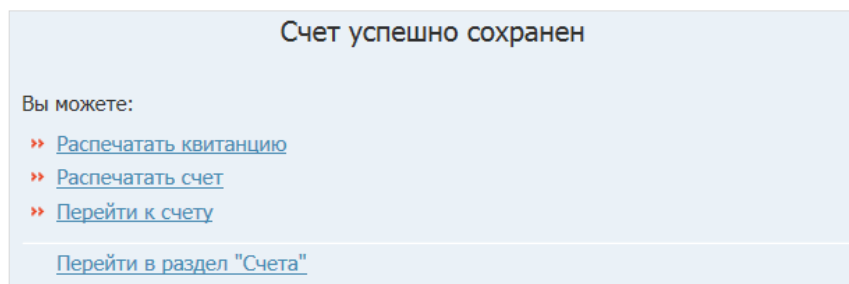 Счет успешно сохранен
Вы можете:
Распечатать квитанцию
Распечатать счет
Перейти к счету
Перейти в раздел "Счета"